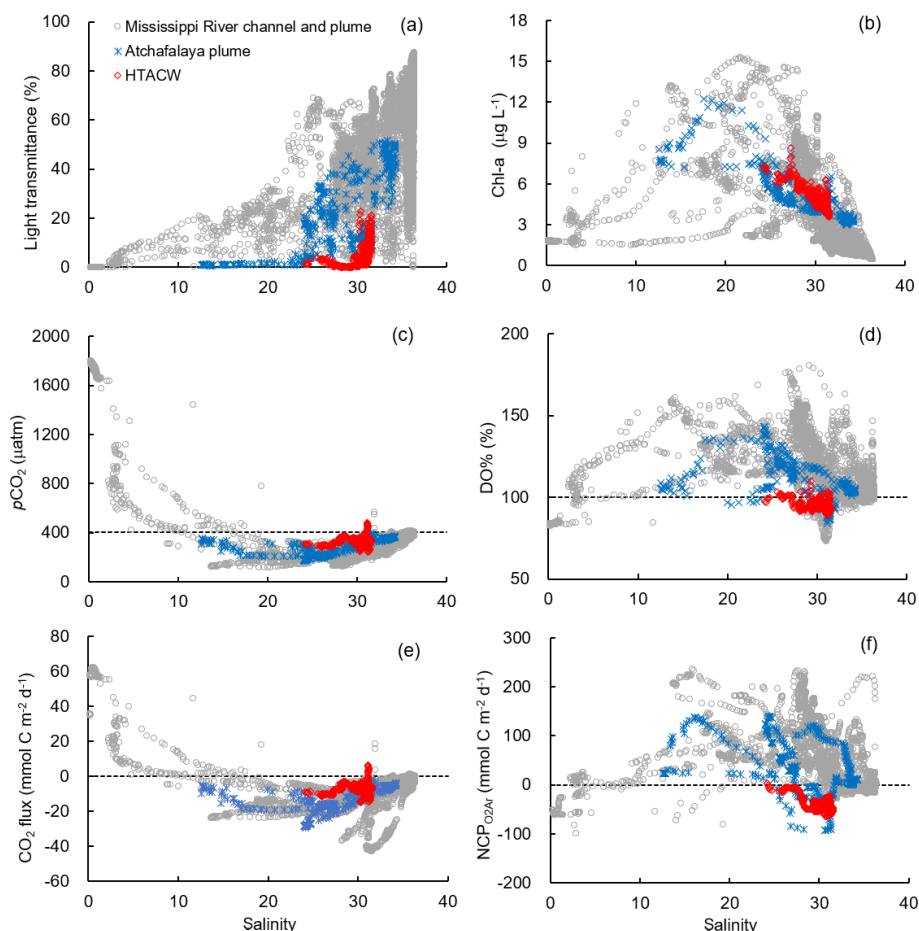 (a)
100
80
60
40
20
0
Light transmittance (%)
Mississippi River channel and plume
Atchafalaya plume
HTACW
0 10 20 30 40
(b)
18
15
12
9
6
3
0
Chl-a (µg L-1)
0 10 20 30 40
(c)
2000
1600
1200
800
400
0
pCO2 (µatm)
0 10 20 30 40
(d)
200
150
100
50
DO% (%)
0 10 20 30 40
(e)
80
60
40
20
0
-20
-40
-60
CO2 flux (mmol C m-2 d-1)
0 10 20 30 40
Salinity
(f)
300
200
100
0
-100
-200
NCPO2Ar (mmol C m-2 d-1)
0 10 20 30 40
Salinity